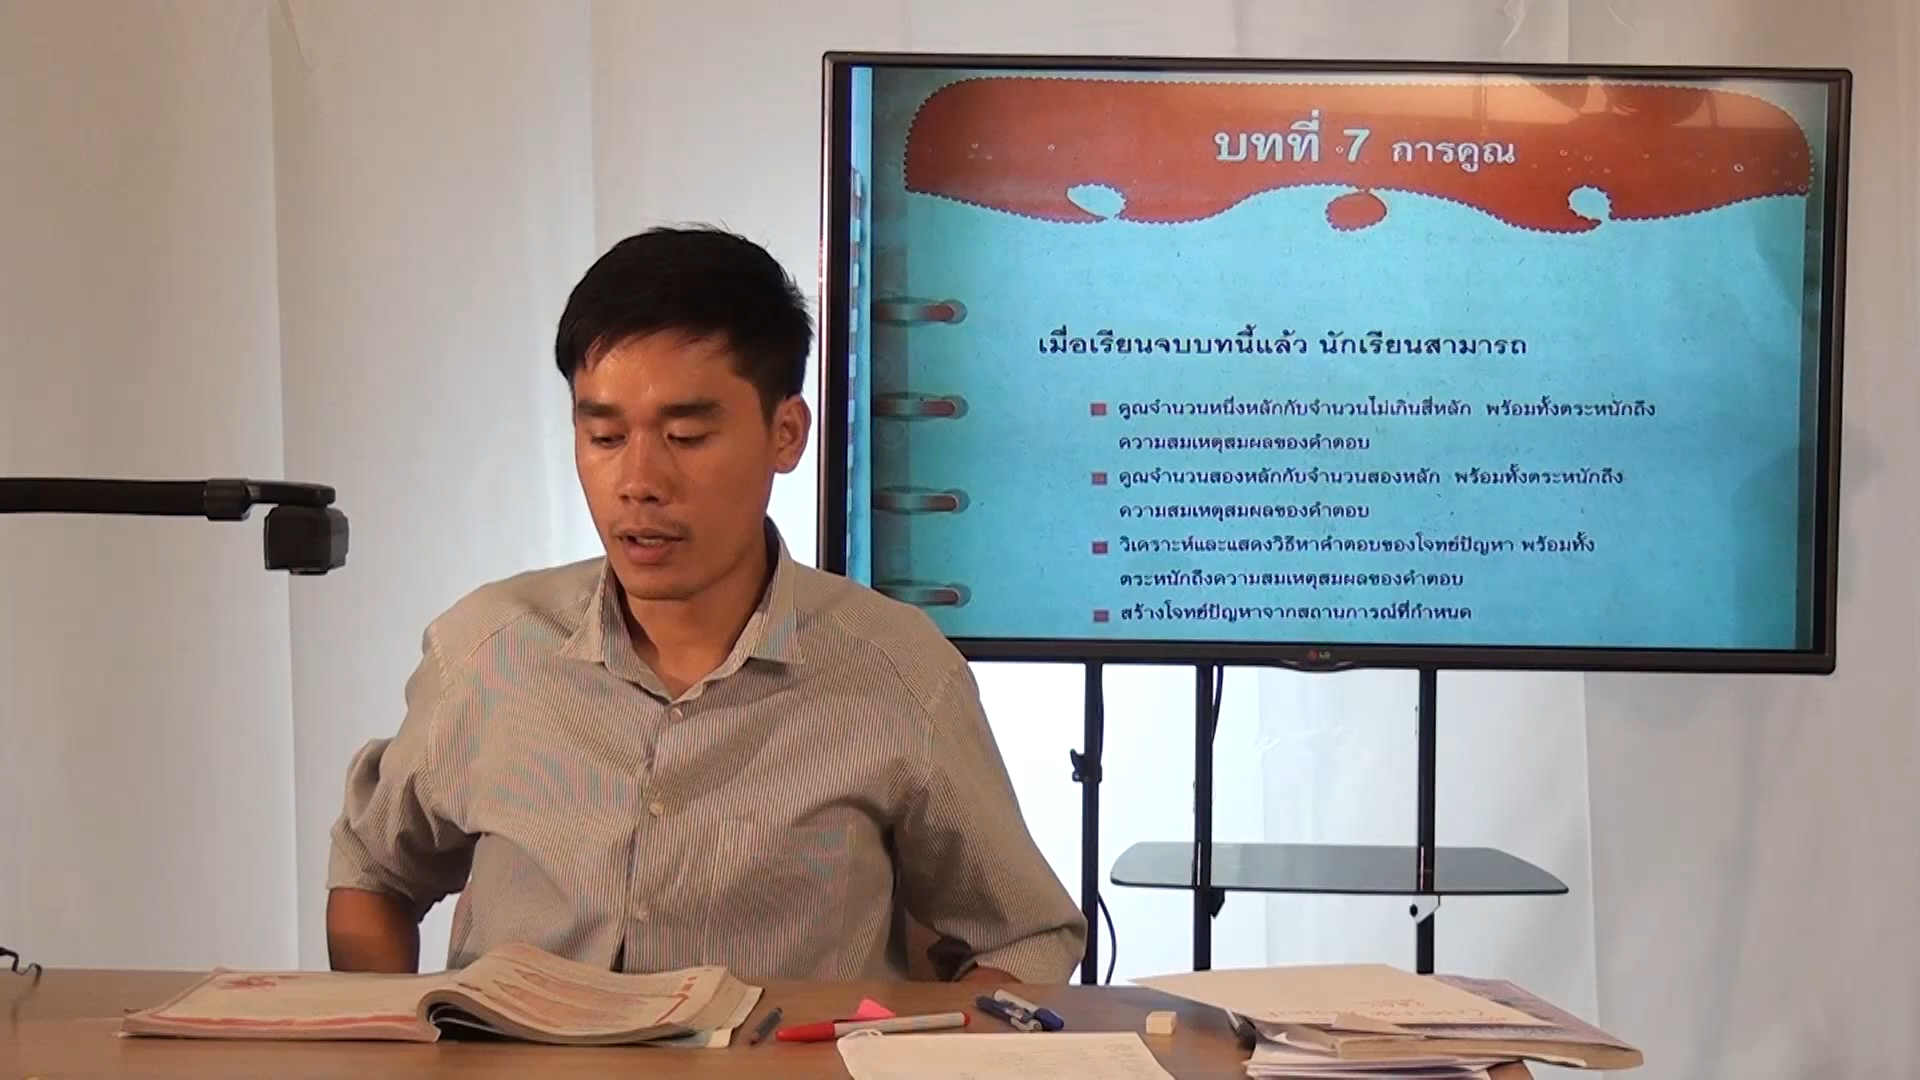 บทที่ 7 การคูณ
เมื่อเรียนจบบทนี้แล้ว นักเรียนสามารถ
คูณจำนวนหนึ่งหลักกับจำนวนไม่เกินสี่หลัก พร้อมทั้งตระหนักถึง
ความสมเหตุสมผลของคำตอบ
คูณจำนวนสองหลักกับจำนวนสองหลัก พร้อมทั้งตระหนักถึง
ความสมเหตุสมผลของคำตอบ
วิเคราะห์และแสดงวิธีหาคำตอบของโจทย์ปัญหา พร้อมทั้ง
ตระหนักถึงความสมเหตุสมผลของคำตอบ
สร้างโจทย์ปัญหาจากสถานการณ์ที่กำหนด
LG